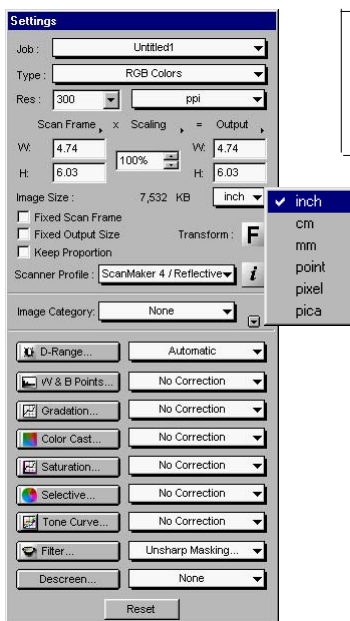 Settings
Job : Untitled1
Type : RGB Colors
Res : 300 ppi
Scan Frame , x Scaling , = Output ,
W: 4.74 100% W: 4.74
H: 6.03 H: 6.03
Image Size : 7,532 KB inch
Fixed Scan Frame
Fixed Output Size Transform : F
Keep Proportion
Scanner Profile : ScanMaker 4 / Reflective i
Image Category: None
✓ inch
cm
mm
point
pixel
pica
D-Range... Automatic
W & B Points... No Correction
Gradation... No Correction
Color Cast... No Correction
Saturation... No Correction
Selective... No Correction
Tone Curve... No Correction
Filter... Unsharp Masking...
Descreen... None
Reset